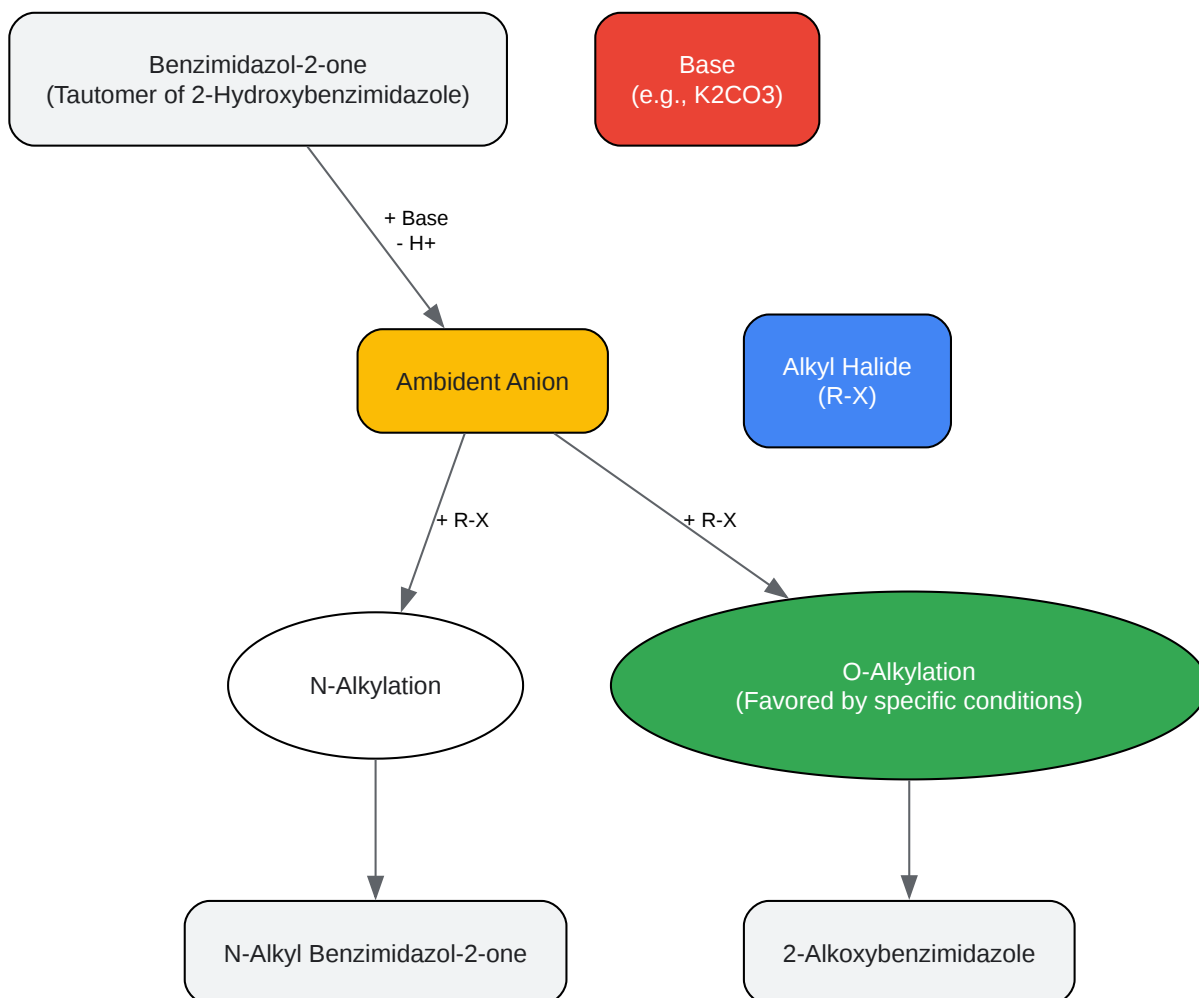 Benzimidazol-2-one
(Tautomer of 2-Hydroxybenzimidazole)
Base
(e.g., K2CO3)
+ Base
- H+
Ambident Anion
Alkyl Halide
(R-X)
+ R-X
+ R-X
N-Alkylation
O-Alkylation
(Favored by specific conditions)
N-Alkyl Benzimidazol-2-one
2-Alkoxybenzimidazole